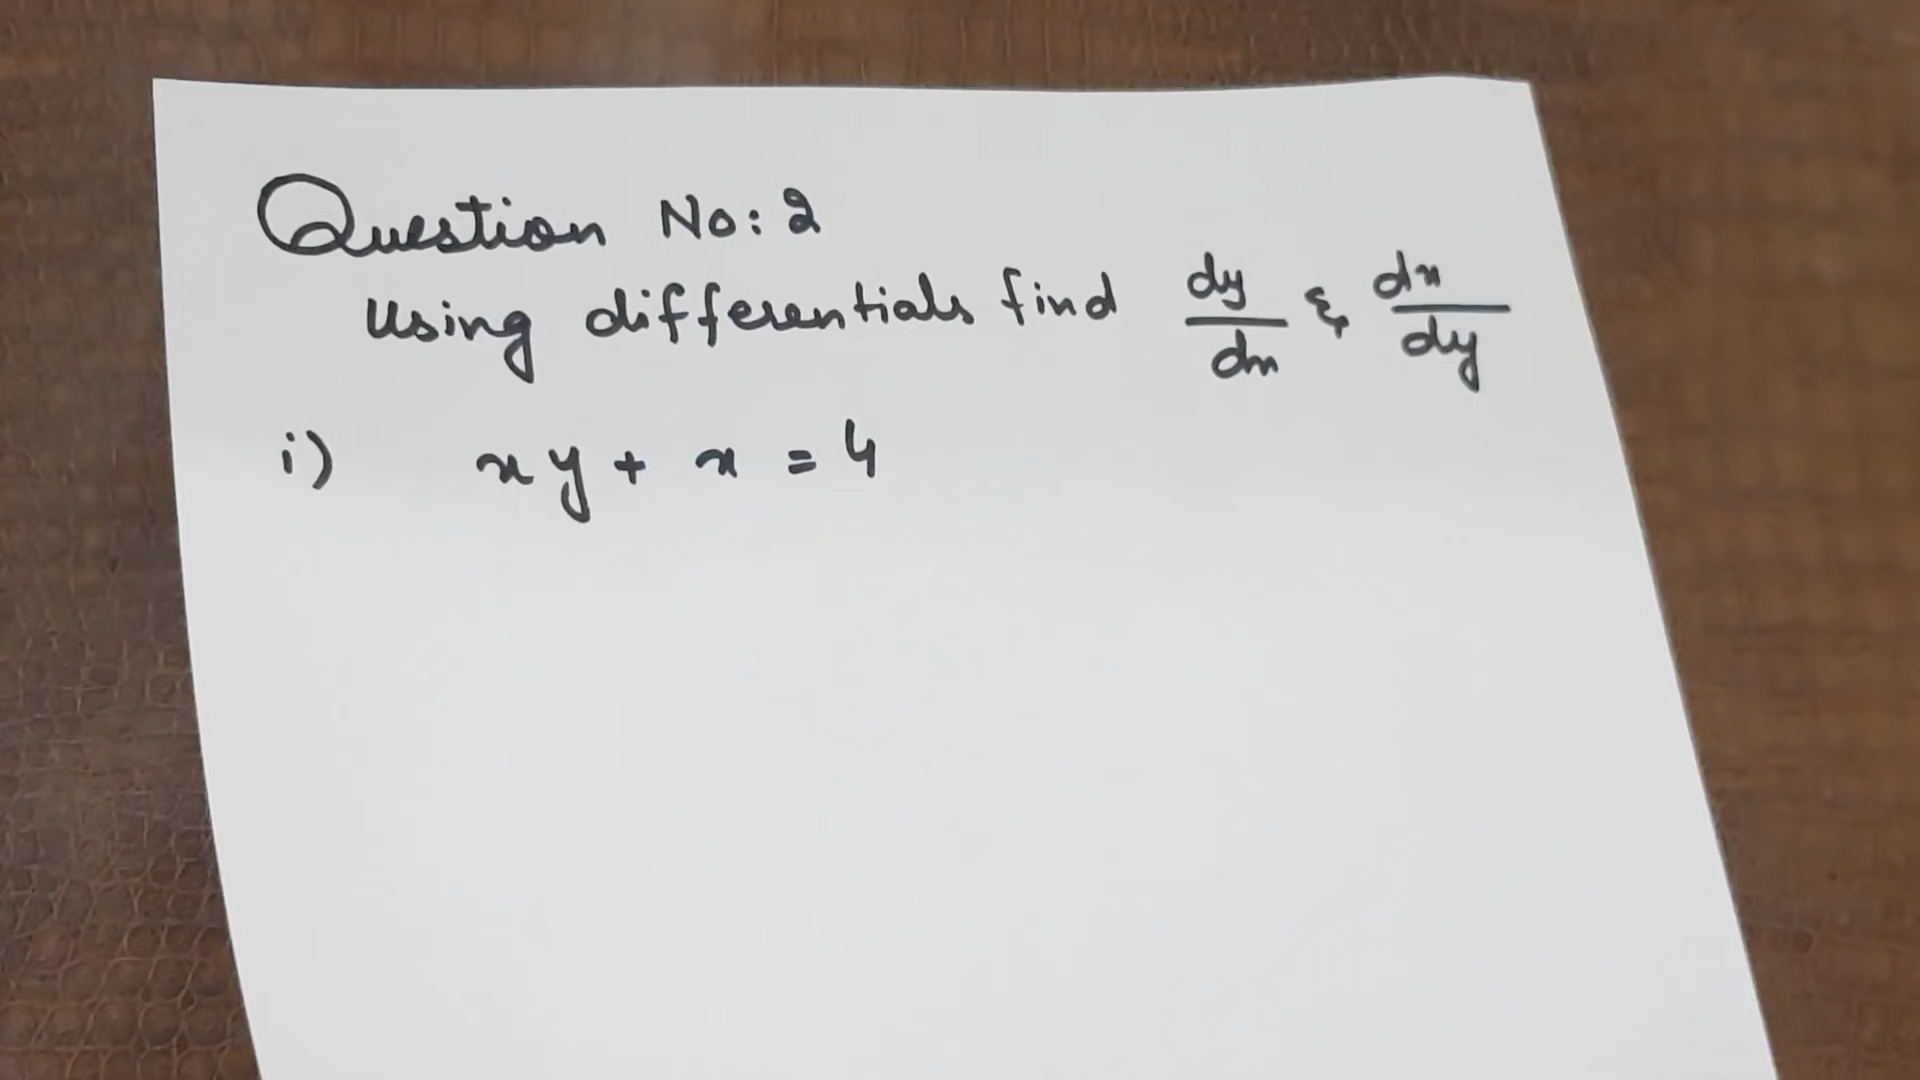 Question No: 2
Using differentials find dy/dx & dx/dy
i) xy + x = 4